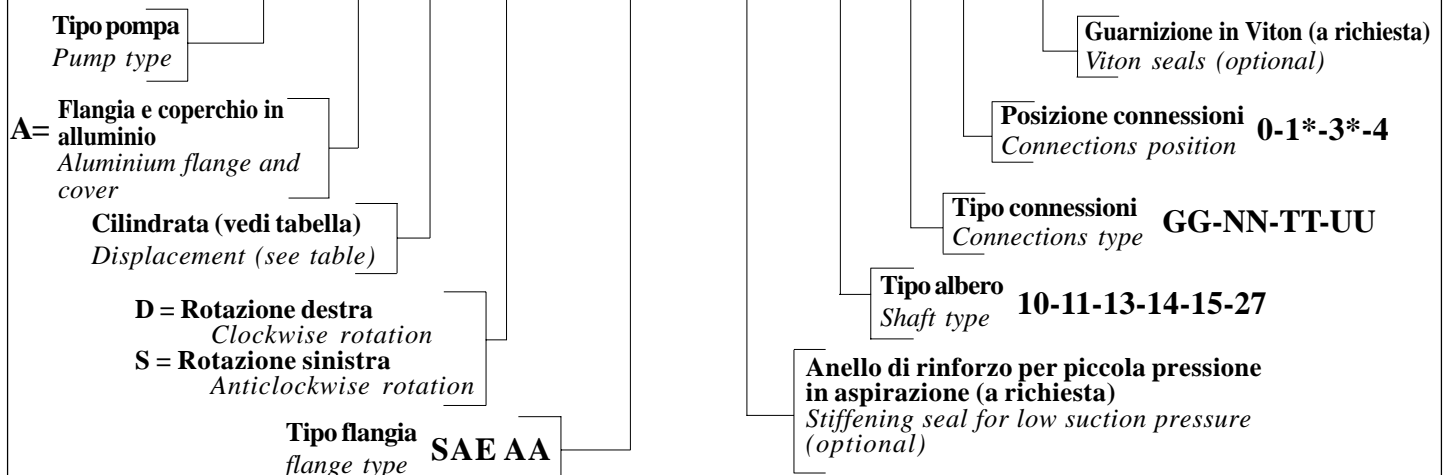 Tipo pompa
Pump type
A= Flangia e coperchio in
alluminio
Aluminium flange and
cover
Cilindrata (vedi tabella)
Displacement (see table)
D = Rotazione destra
Clockwise rotation
S = Rotazione sinistra
Anticlockwise rotation
Tipo flangia SAE AA
flange type
Guarnizione in Viton (a richiesta)
Viton seals (optional)
Posizione connessioni 0-1*-3*-4
Connections position
Tipo connessioni GG-NN-TT-UU
Connections type
Tipo albero 10-11-13-14-15-27
Shaft type
Anello di rinforzo per piccola pressione
in aspirazione (a richiesta)
Stiffening seal for low suction pressure
(optional)